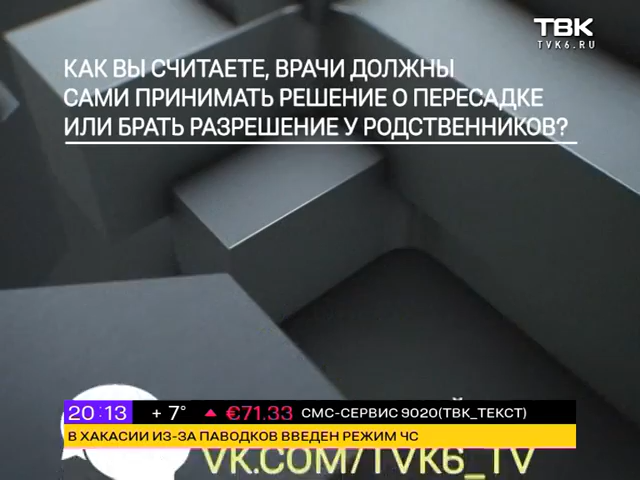 ТВК
TVK6.RU
КАК ВЫ СЧИТАЕТЕ, ВРАЧИ ДОЛЖНЫ
САМИ ПРИНИМАТЬ РЕШЕНИЕ О ПЕРЕСАДКЕ
ИЛИ БРАТЬ РАЗРЕШЕНИЕ У РОДСТВЕННИКОВ?
20:13 + 7° €71.33 СМС-СЕРВИС 9020(ТВК_ТЕКСТ)
В ХАКАСИИ ИЗ-ЗА ПАВОДКОВ ВВЕДЕН РЕЖИМ ЧС
VK.COM/TVK6_TV